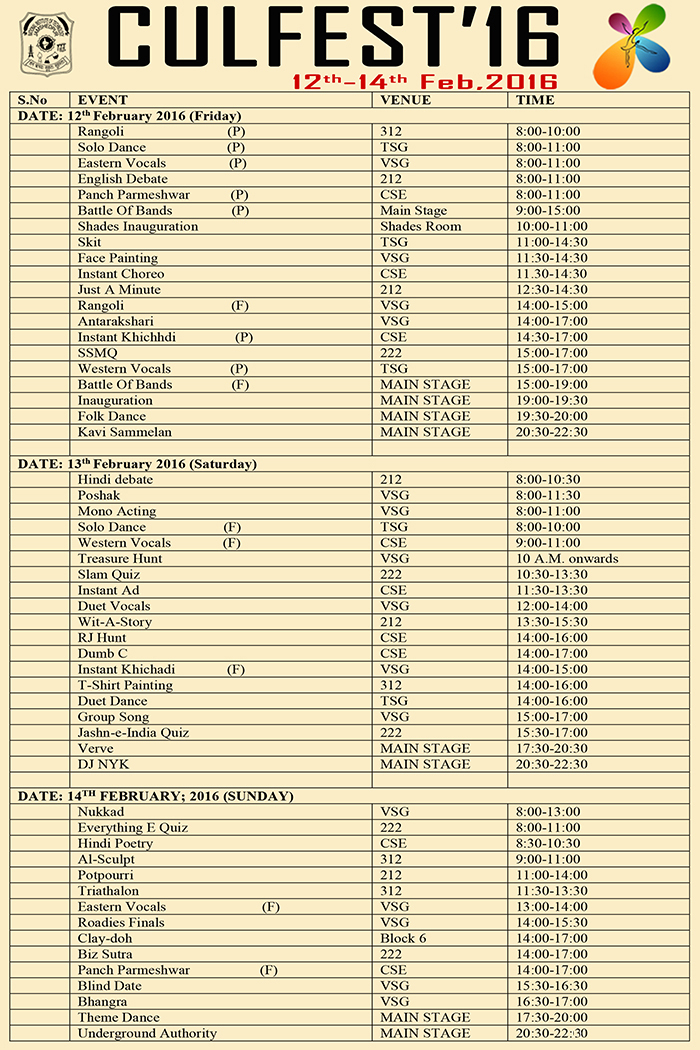 CULFEST'16
12th-14th Feb,2016
S.No EVENT VENUE TIME
DATE: 12th February 2016 (Friday)
Rangoli (P) 312 8:00-10:00
Solo Dance (P) TSG 8:00-11:00
Eastern Vocals (P) VSG 8:00-11:00
English Debate 212 8:00-11:00
Panch Parmeshwar (P) CSE 8:00-11:00
Battle Of Bands (P) Main Stage 9:00-15:00
Shades Inauguration Shades Room 10:00-11:00
Skit TSG 11:00-14:30
Face Painting VSG 11:30-14:30
Instant Choreo CSE 11.30-14:30
Just A Minute 212 12:30-14:30
Rangoli (F) VSG 14:00-15:00
Antarakshari VSG 14:00-17:00
Instant Khichhdi (P) CSE 14:30-17:00
SSMQ 222 15:00-17:00
Western Vocals (P) TSG 15:00-17:00
Battle Of Bands (F) MAIN STAGE 15:00-19:00
Inauguration MAIN STAGE 19:00-19:30
Folk Dance MAIN STAGE 19:30-20:00
Kavi Sammelan MAIN STAGE 20:30-22:30
DATE: 13th February 2016 (Saturday)
Hindi debate 212 8:00-10:30
Poshak VSG 8:00-11:30
Mono Acting VSG 8:00-11:00
Solo Dance (F) TSG 8:00-10:00
Western Vocals (F) CSE 9:00-11:00
Treasure Hunt VSG 10 A.M. onwards
Slam Quiz 222 10:30-13:30
Instant Ad CSE 11:30-13:30
Duet Vocals VSG 12:00-14:00
Wit-A-Story 212 13:30-15:30
RJ Hunt CSE 14:00-16:00
Dumb C CSE 14:00-17:00
Instant Khichadi (F) VSG 14:00-15:00
T-Shirt Painting 312 14:00-16:00
Duet Dance TSG 14:00-16:00
Group Song VSG 15:00-17:00
Jashn-e-India Quiz 222 15:30-17:00
Verve MAIN STAGE 17:30-20:30
DJ NYK MAIN STAGE 20:30-22:30
DATE: 14TH FEBRUARY; 2016 (SUNDAY)
Nukkad VSG 8:00-13:00
Everything E Quiz 222 8:00-11:00
Hindi Poetry CSE 8:30-10:30
Al-Sculpt 312 9:00-11:00
Potpourri 212 11:00-14:00
Triathalon 312 11:30-13:30
Eastern Vocals (F) VSG 13:00-14:00
Roadies Finals VSG 14:00-15:30
Clay-doh Block 6 14:00-17:00
Biz Sutra 222 14:00-17:00
Panch Parmeshwar (F) CSE 14:00-17:00
Blind Date VSG 15:30-16:30
Bhangra VSG 16:30-17:00
Theme Dance MAIN STAGE 17:30-20:00
Underground Authority MAIN STAGE 20:30-22:30